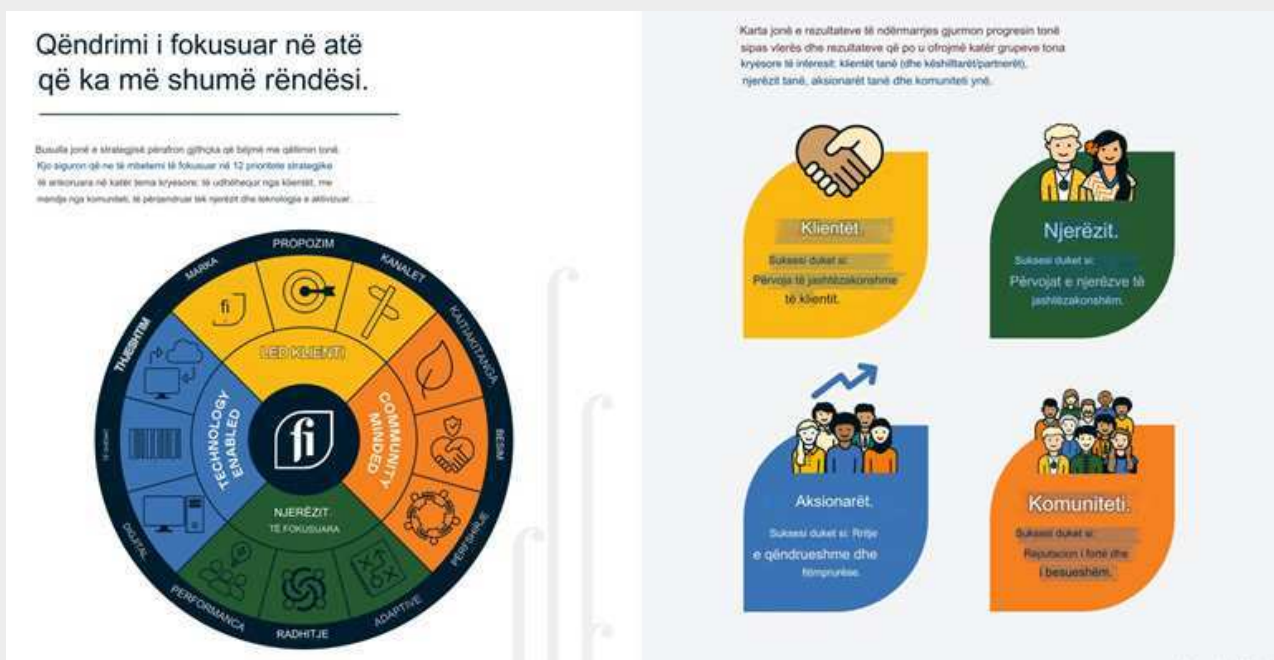 Qëndrimi i fokusuar në atë
që ka më shumë rëndësi.
Busulla jonë e strategjisë përafron gjithçka që bëjmë me qëllimin tonë.
Kjo siguron që ne të mbetemi të fokusuar në 12 prioritete strategjike
të ankoruara në katër tema kryesore; të udhëhequr nga klientët, me
mendje nga komuniteti, të përqendruar tek njerëzit dhe teknologjia e aktivizuar.
PROPOZIM
MARKA
KANALET
THJESHTIM
KAITIAKITANGA
fi
LED KLIENTI
TECHNOLOGY
ENABLED
fi
COMMUNITY
MINDED
BESIMI
NJERËZIT
TË FOKUSUARA
DIGJITAL
PËRFSHIRJE
PERFORMANCA
RADHITJE
ADAPTIVE
Karta jonë e rezultateve të ndërmarrjes gjurmon progresin tonë
sipas vlerës dhe rezultateve që po u ofrojmë katër grupeve tona
kryesore të interesit: klientët tanë (dhe këshilltarët/partnerët),
njerëzit tanë, aksionarët tanë dhe komuniteti ynë.
Klientët.
Suksesi duket si:
Përvoja të jashtëzakonshme
të klientit.
Njerëzit.
Suksesi duket si:
Përvojat e njerëzve të
jashtëzakonshëm.
Aksionarët.
Suksesi duket si: Rritje
e qëndrueshme dhe
fitimprurëse.
Komuniteti.
Suksesi duket si:
Reputacion i fortë dhe
i besueshëm.